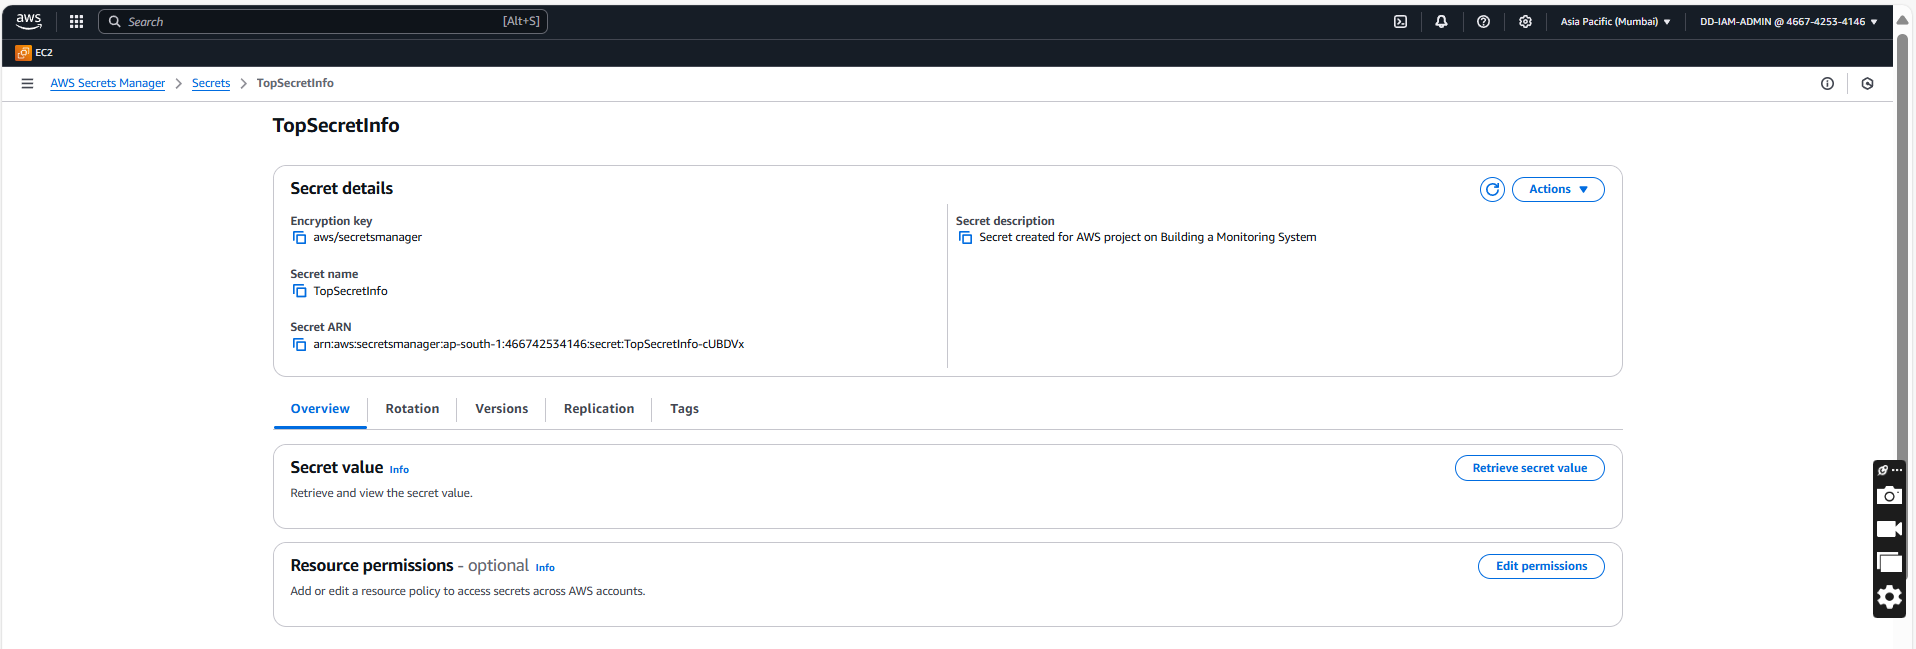 aws
Search [Alt+S]
Asia Pacific (Mumbai) DD-IAM-ADMIN @ 4667-4253-4146
EC2
AWS Secrets Manager > Secrets > TopSecretInfo
TopSecretInfo
Secret details
Actions
Encryption key
aws/secretsmanager
Secret name
TopSecretInfo
Secret ARN
arn:aws:secretsmanager:ap-south-1:466742534146:secret:TopSecretInfo-cUBDVx
Secret description
Secret created for AWS project on Building a Monitoring System
Overview Rotation Versions Replication Tags
Secret value Info
Retrieve secret value
Retrieve and view the secret value.
Resource permissions - optional Info
Edit permissions
Add or edit a resource policy to access secrets across AWS accounts.